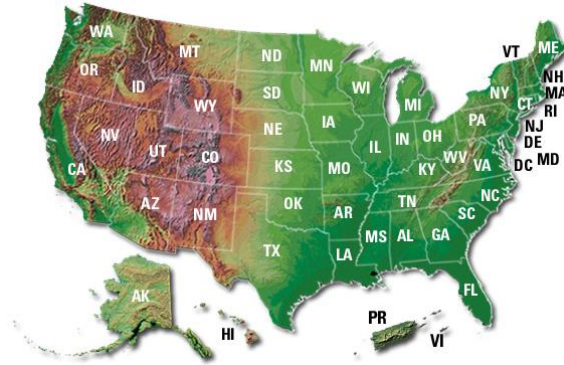 WA
MT
ND
MN
VT
ME
OR
ID
SD
WI
MI
NY
NH
MA
WY
CT
RI
NV
NE
IA
PA
NJ
UT
CO
IL
IN
OH
DE
MD
CA
KS
MO
KY
WV
VA
DC
AZ
NM
OK
AR
TN
NC
SC
TX
LA
MS
AL
GA
FL
AK
HI
PR
VI